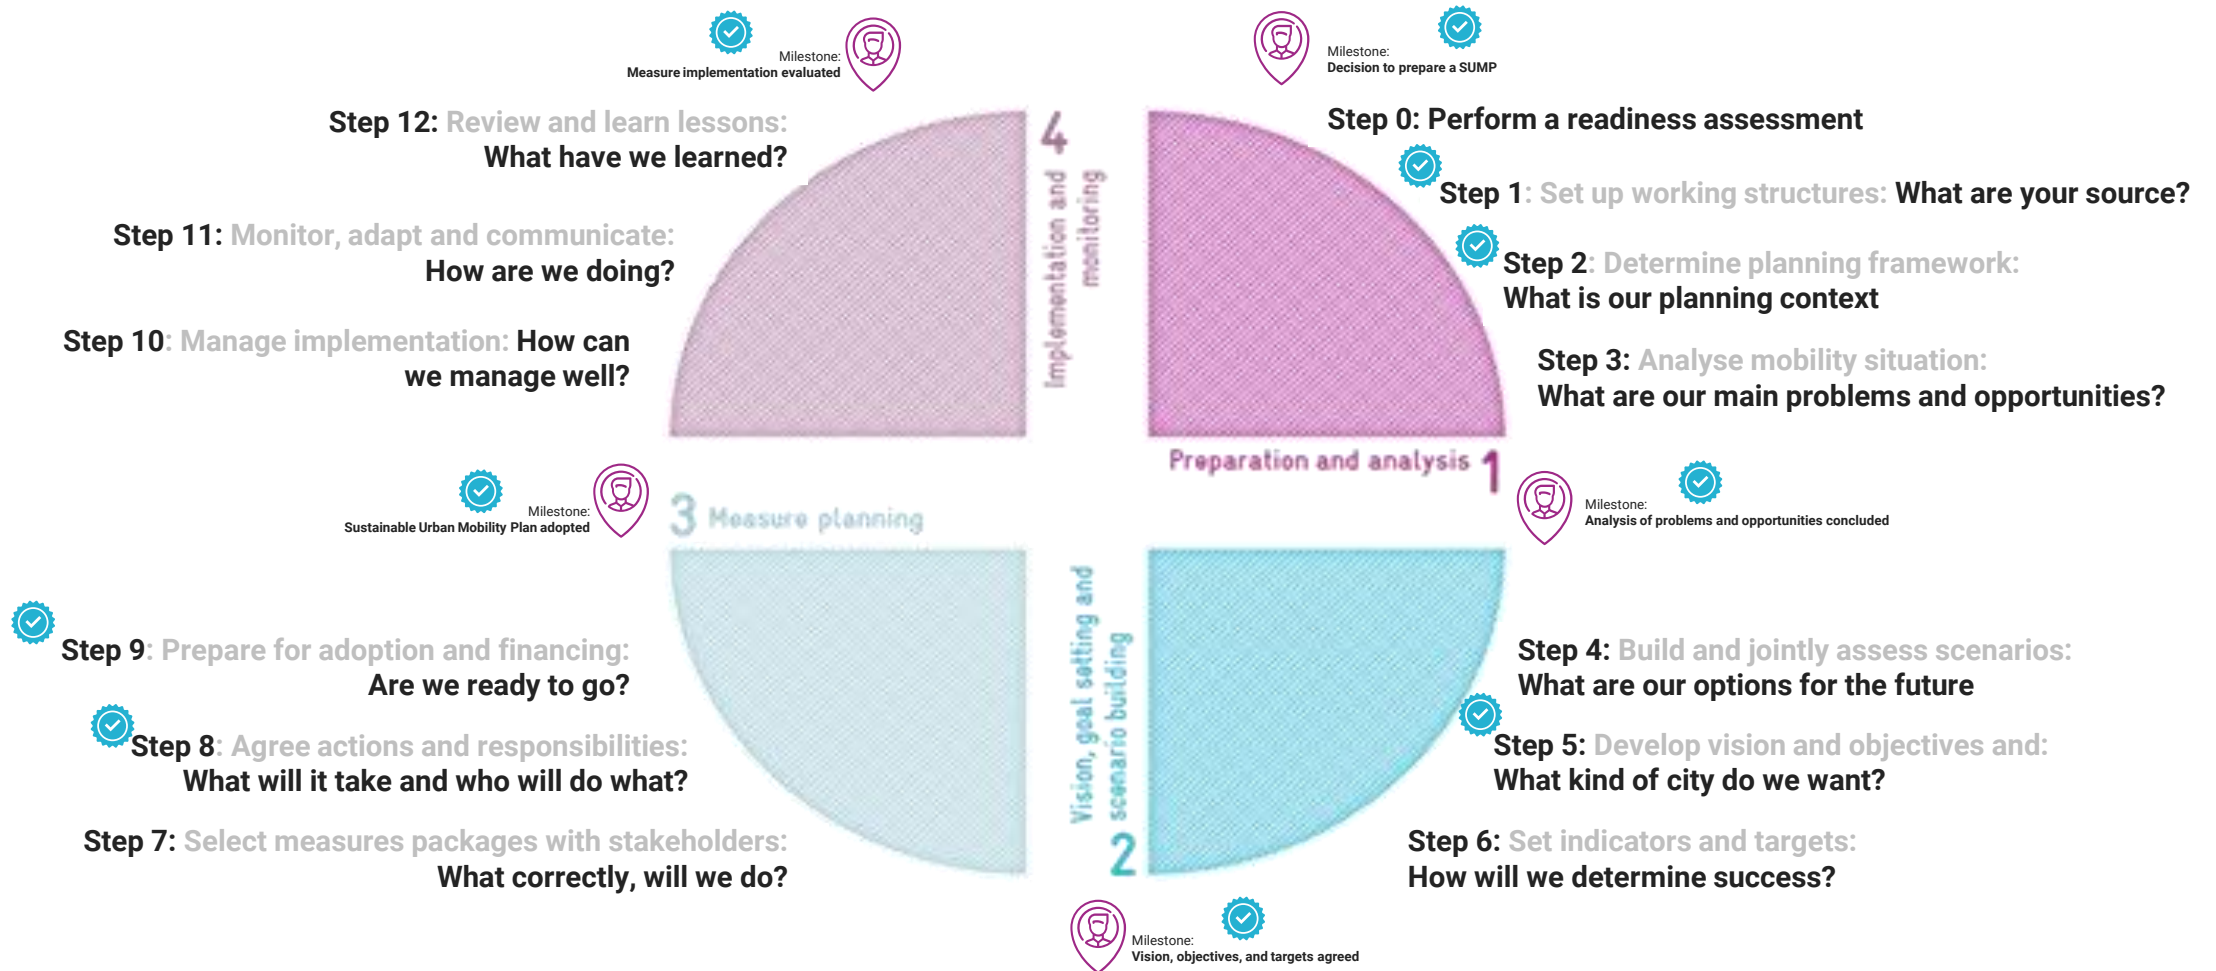 Milestone:
Measure implementation evaluated
Milestone:
Decision to prepare a SUMP
Step 12: Review and learn lessons:
What have we learned?
Step 11: Monitor, adapt and communicate:
How are we doing?
Step 10: Manage implementation: How can
we manage well?
4
Implementation and
monitoring
Step 0: Perform a readiness assessment
Step 1: Set up working structures: What are your source?
Step 2: Determine planning framework:
What is our planning context
Step 3: Analyse mobility situation:
What are our main problems and opportunities?
Preparation and analysis 1
Milestone:
Sustainable Urban Mobility Plan adopted
3 Measure planning
Milestone:
Analysis of problems and opportunities concluded
Step 9: Prepare for adoption and financing:
Are we ready to go?
Step 8: Agree actions and responsibilities:
What will it take and who will do what?
Step 7: Select measures packages with stakeholders:
What correctly, will we do?
Vision, goal setting and
scenario building
2
Step 4: Build and jointly assess scenarios:
What are our options for the future
Step 5: Develop vision and objectives and:
What kind of city do we want?
Step 6: Set indicators and targets:
How will we determine success?
Milestone:
Vision, objectives, and targets agreed